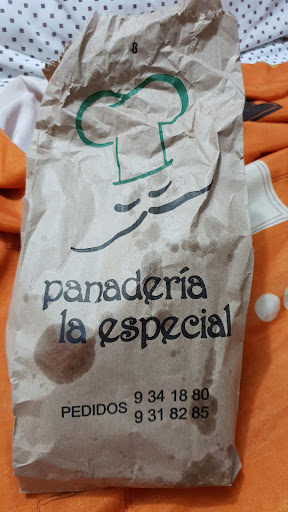 8
panadería
la especial
PEDIDOS 9 34 18 80
9 31 82 85